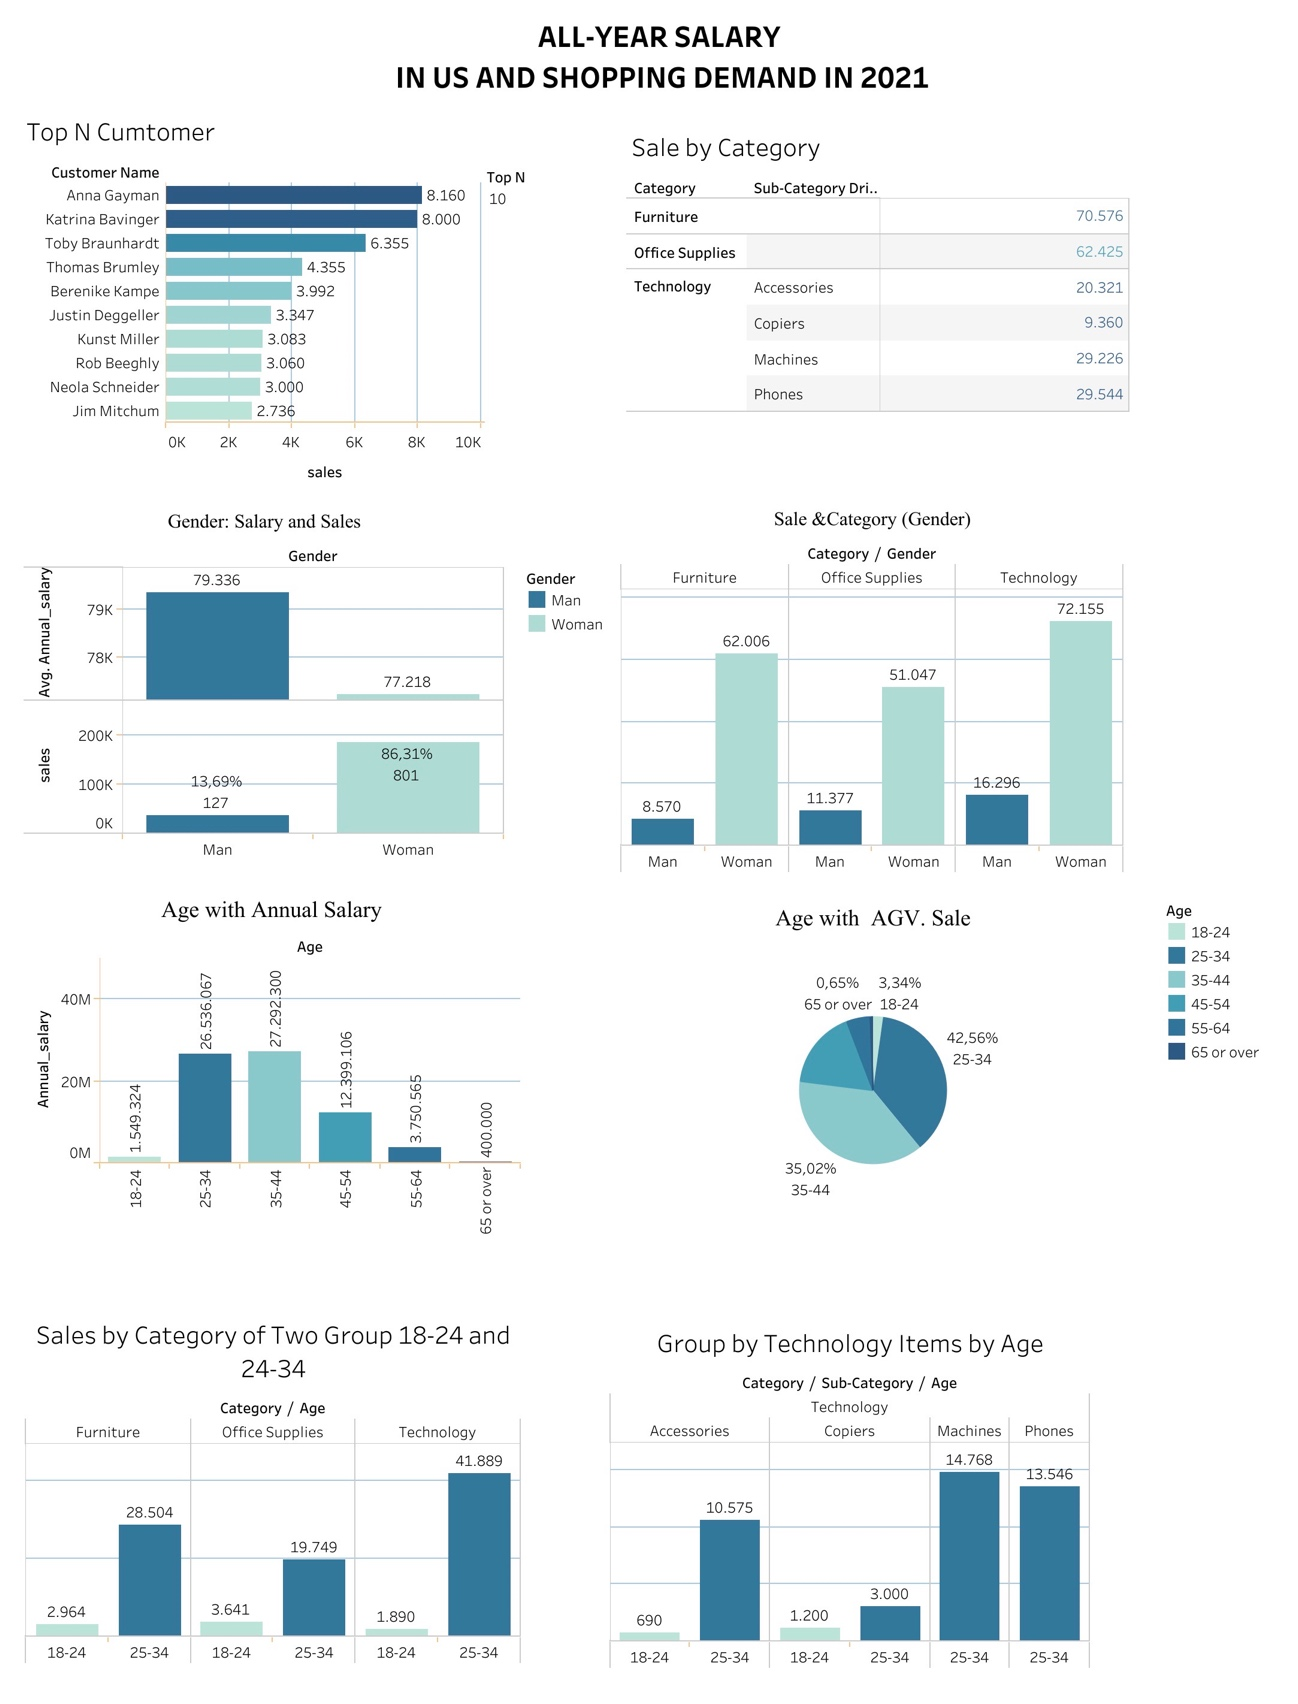 ALL-YEAR SALARY
IN US AND SHOPPING DEMAND IN 2021
Top N Cumtomer
Customer Name
Anna Gayman 8.160
Katrina Bavinger 8.000
Toby Braunhardt 6.355
Thomas Brumley 4.355
Berenike Kampe 3.992
Justin Deggeller 3.347
Kunst Miller 3.083
Rob Beeghly 3.060
Neola Schneider 3.000
Jim Mitchum 2.736
0K 2K 4K 6K 8K 10K
sales
Top N
10
Sale by Category
Category Sub-Category Dri..
Furniture 70.576
Office Supplies 62.425
Technology Accessories 20.321
Copiers 9.360
Machines 29.226
Phones 29.544
Gender: Salary and Sales
Gender
Avg. Annual_salary
79K
78K
79.336
77.218
sales
200K
100K
0K
13,69%
127
86,31%
801
Man Woman
Gender
Man
Woman
Sale &Category (Gender)
Category / Gender
Furniture Office Supplies Technology
8.570 62.006 11.377 51.047 16.296 72.155
Man Woman Man Woman Man Woman
Age with Annual Salary
Age
Annual_salary
40M
20M
0M
1.549.324
26.536.067
27.292.300
12.399.106
3.750.565
400.000
18-24
25-34
35-44
45-54
55-64
65 or over
Age with AGV. Sale
0,65%
65 or over
3,34%
18-24
42,56%
25-34
35,02%
35-44
Age
18-24
25-34
35-44
45-54
55-64
65 or over
Sales by Category of Two Group 18-24 and
24-34
Category / Age
Furniture Office Supplies Technology
2.964 28.504 3.641 19.749 1.890 41.889
18-24 25-34 18-24 25-34 18-24 25-34
Group by Technology Items by Age
Category / Sub-Category / Age
Technology
Accessories Copiers Machines Phones
690 10.575 1.200 3.000 14.768 13.546
18-24 25-34 18-24 25-34 25-34 25-34